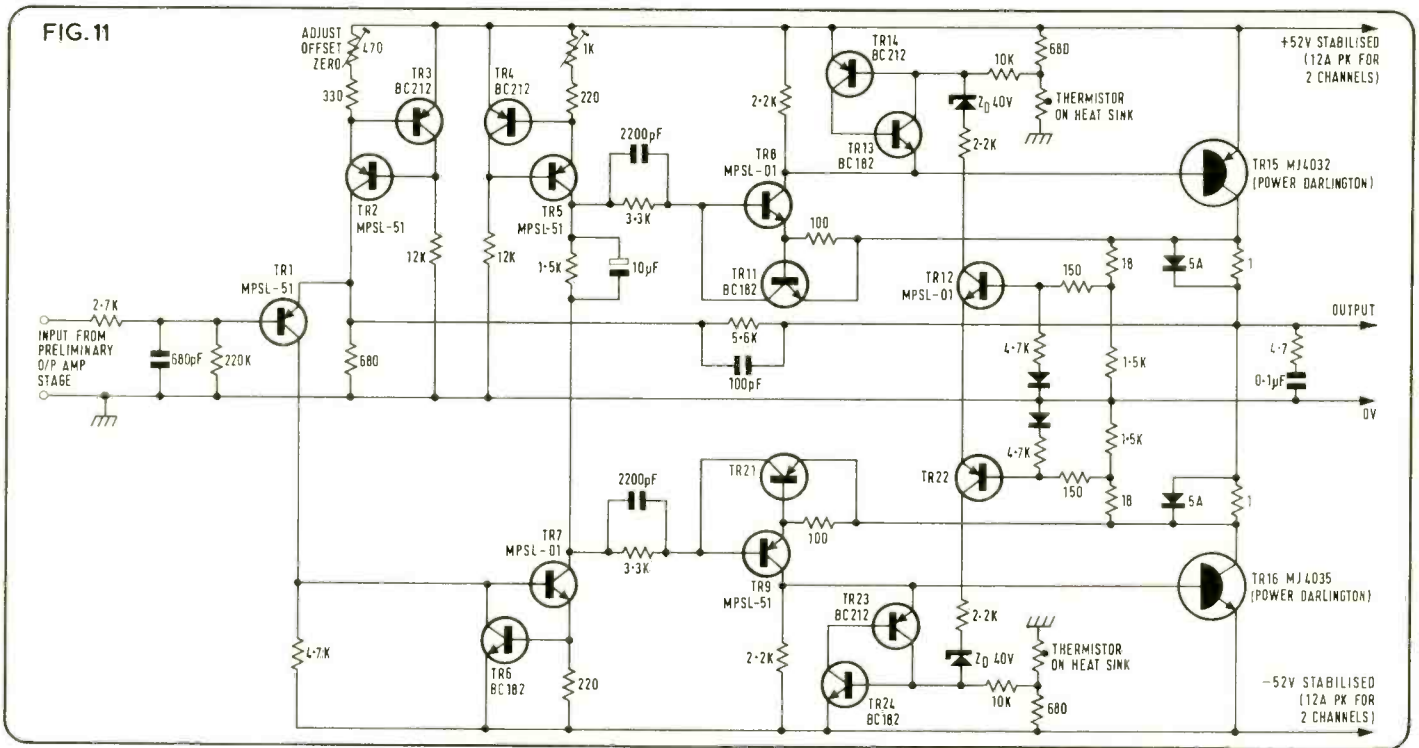 FIG.11
ADJUST
OFFSET
ZERO
470
330
TR3
BC212
TR4
BC212
1K
220
TR2
MPSL-51
TR5
MPSL-51
12K
12K
2200pF
3·3K
1·5K
10µF
TR1
MPSL-51
2·7K
INPUT FROM
PRELIMINARY
O/P AMP
STAGE
680pF
220K
680
5·6K
100pF
2·2K
TR8
MPSL-01
100
TR11
BC182
TR14
BC212
TR13
BC182
10K
ZD 40V
2·2K
680
THERMISTOR
ON HEAT SINK
+52V STABILISED
(12A PK FOR
2 CHANNELS)
TR15 MJ4032
(POWER DARLINGTON)
TR12
MPSL-01
150
18
5A
1
4·7K
1·5K
OUTPUT
4·7
0·1µF
0V
4·7K
1·5K
TR22
150
18
5A
1
TR21
100
2200pF
3·3K
TR7
MPSL-01
TR9
MPSL-51
TR6
BC182
4·7K
220
2·2K
TR23
BC212
TR24
BC182
2·2K
ZD 40V
10K
THERMISTOR
ON HEAT SINK
680
TR16 MJ4035
(POWER DARLINGTON)
-52V STABILISED
(12A PK FOR
2 CHANNELS)